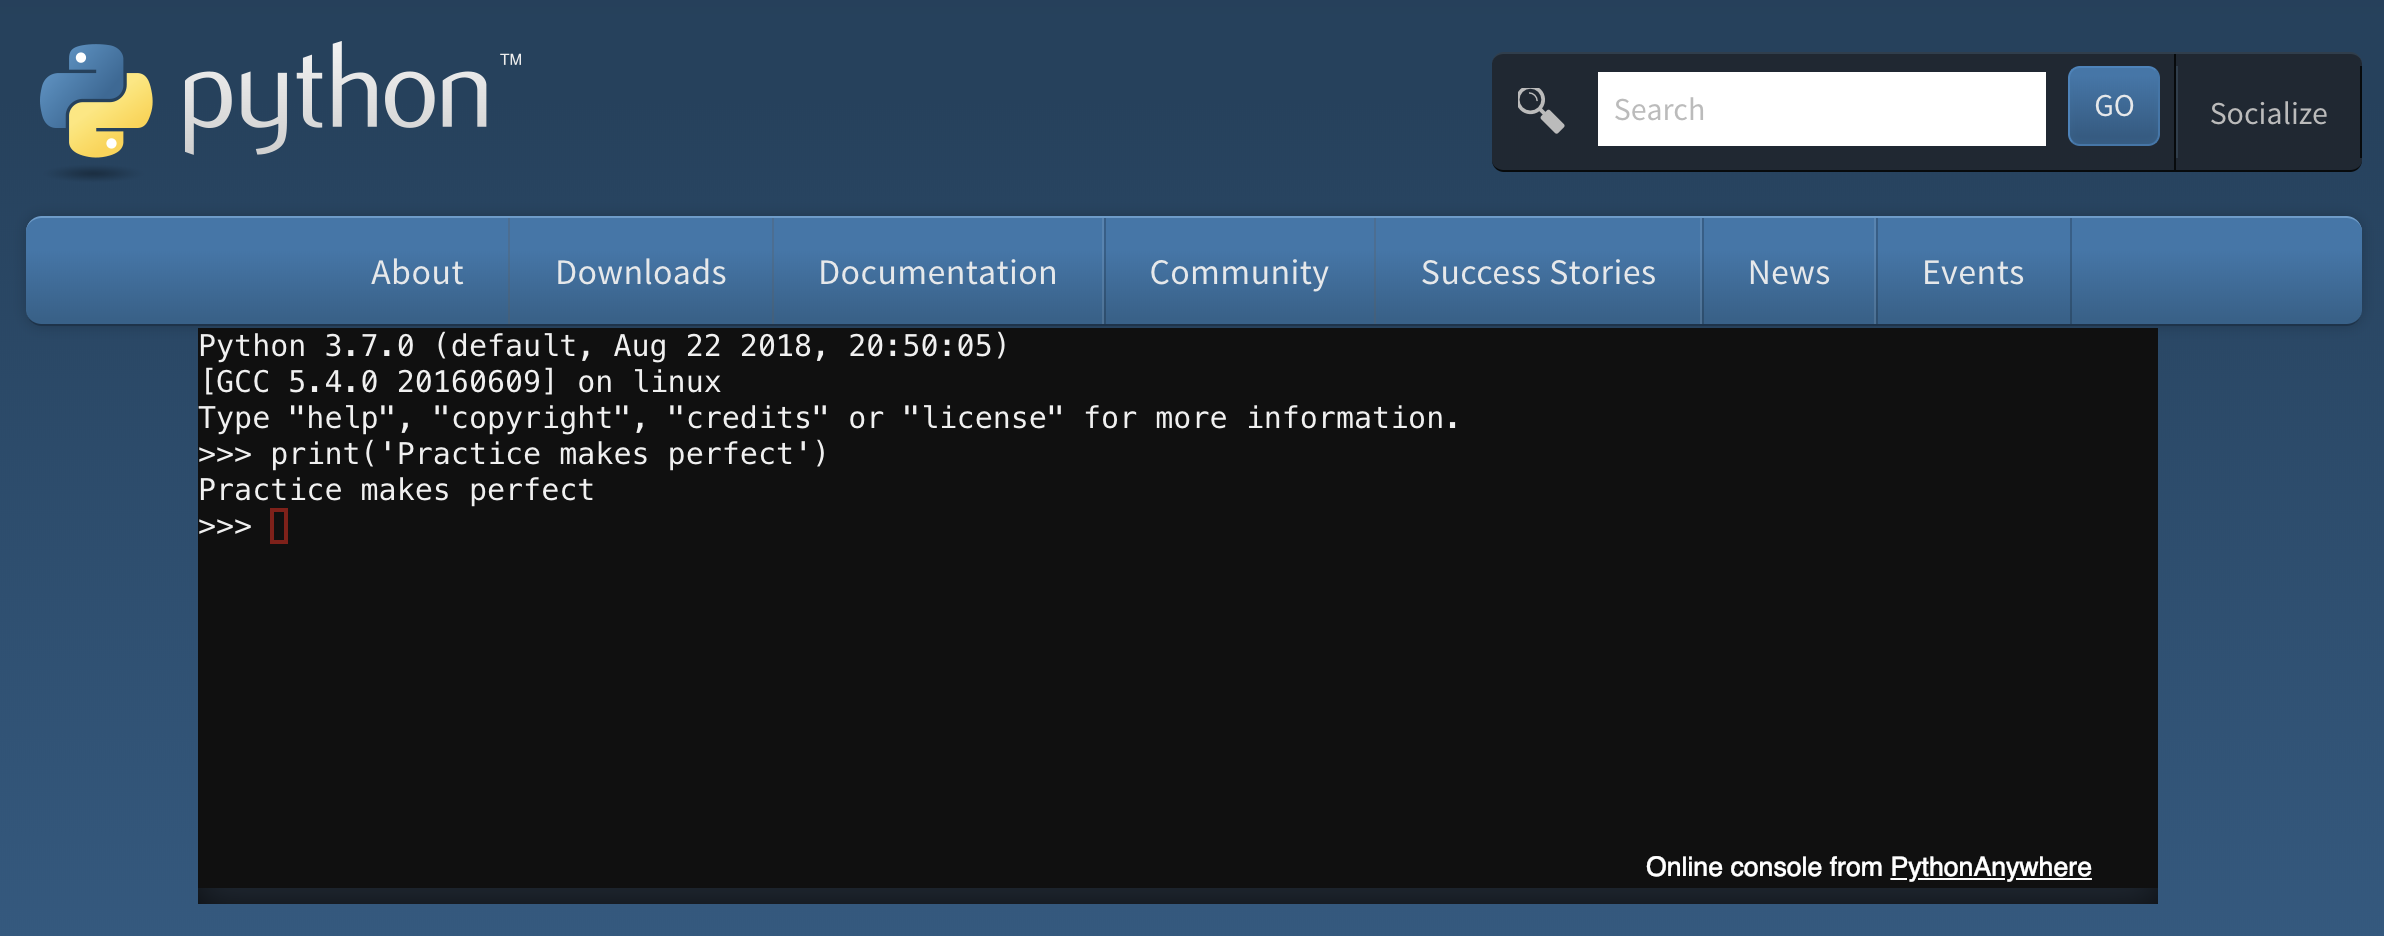 python™
Search
GO
Socialize
About
Downloads
Documentation
Community
Success Stories
News
Events
Python 3.7.0 (default, Aug 22 2018, 20:50:05)
[GCC 5.4.0 20160609] on linux
Type "help", "copyright", "credits" or "license" for more information.
>>> print('Practice makes perfect')
Practice makes perfect
>>>
Online console from PythonAnywhere